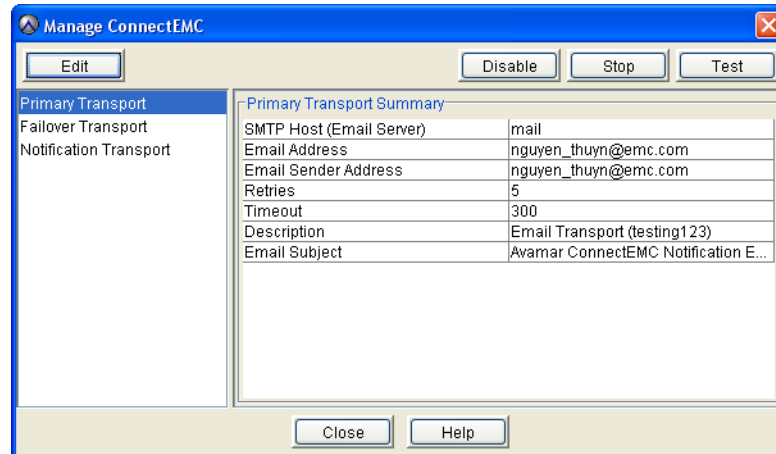 Manage ConnectEMC
Edit Disable Stop Test
Primary Transport
Failover Transport
Notification Transport
Primary Transport Summary
SMTP Host (Email Server) mail
Email Address nguyen_thuyn@emc.com
Email Sender Address nguyen_thuyn@emc.com
Retries 5
Timeout 300
Description Email Transport (testing123)
Email Subject Avamar ConnectEMC Notification E...
Close Help